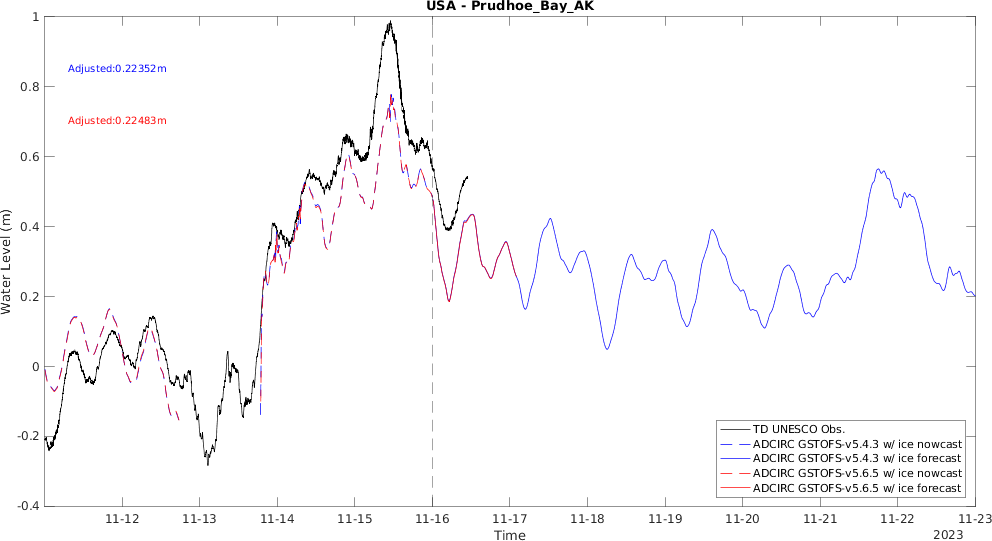 USA - Prudhoe_Bay_AK
1
0.8
0.6
0.4
0.2
0
-0.2
-0.4
Water Level (m)
Adjusted:0.22352m
Adjusted:0.22483m
TD UNESCO Obs.
ADCIRC GSTOFS-v5.4.3 w/ ice nowcast
ADCIRC GSTOFS-v5.4.3 w/ ice forecast
ADCIRC GSTOFS-v5.6.5 w/ ice nowcast
ADCIRC GSTOFS-v5.6.5 w/ ice forecast
11-12 11-13 11-14 11-15 11-16 11-17 11-18 11-19 11-20 11-21 11-22 11-23
Time
2023